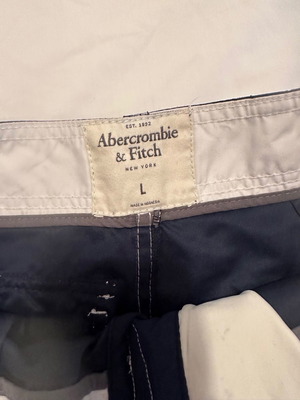 EST. 1892
Abercrombie
& Fitch
NEW YORK
L